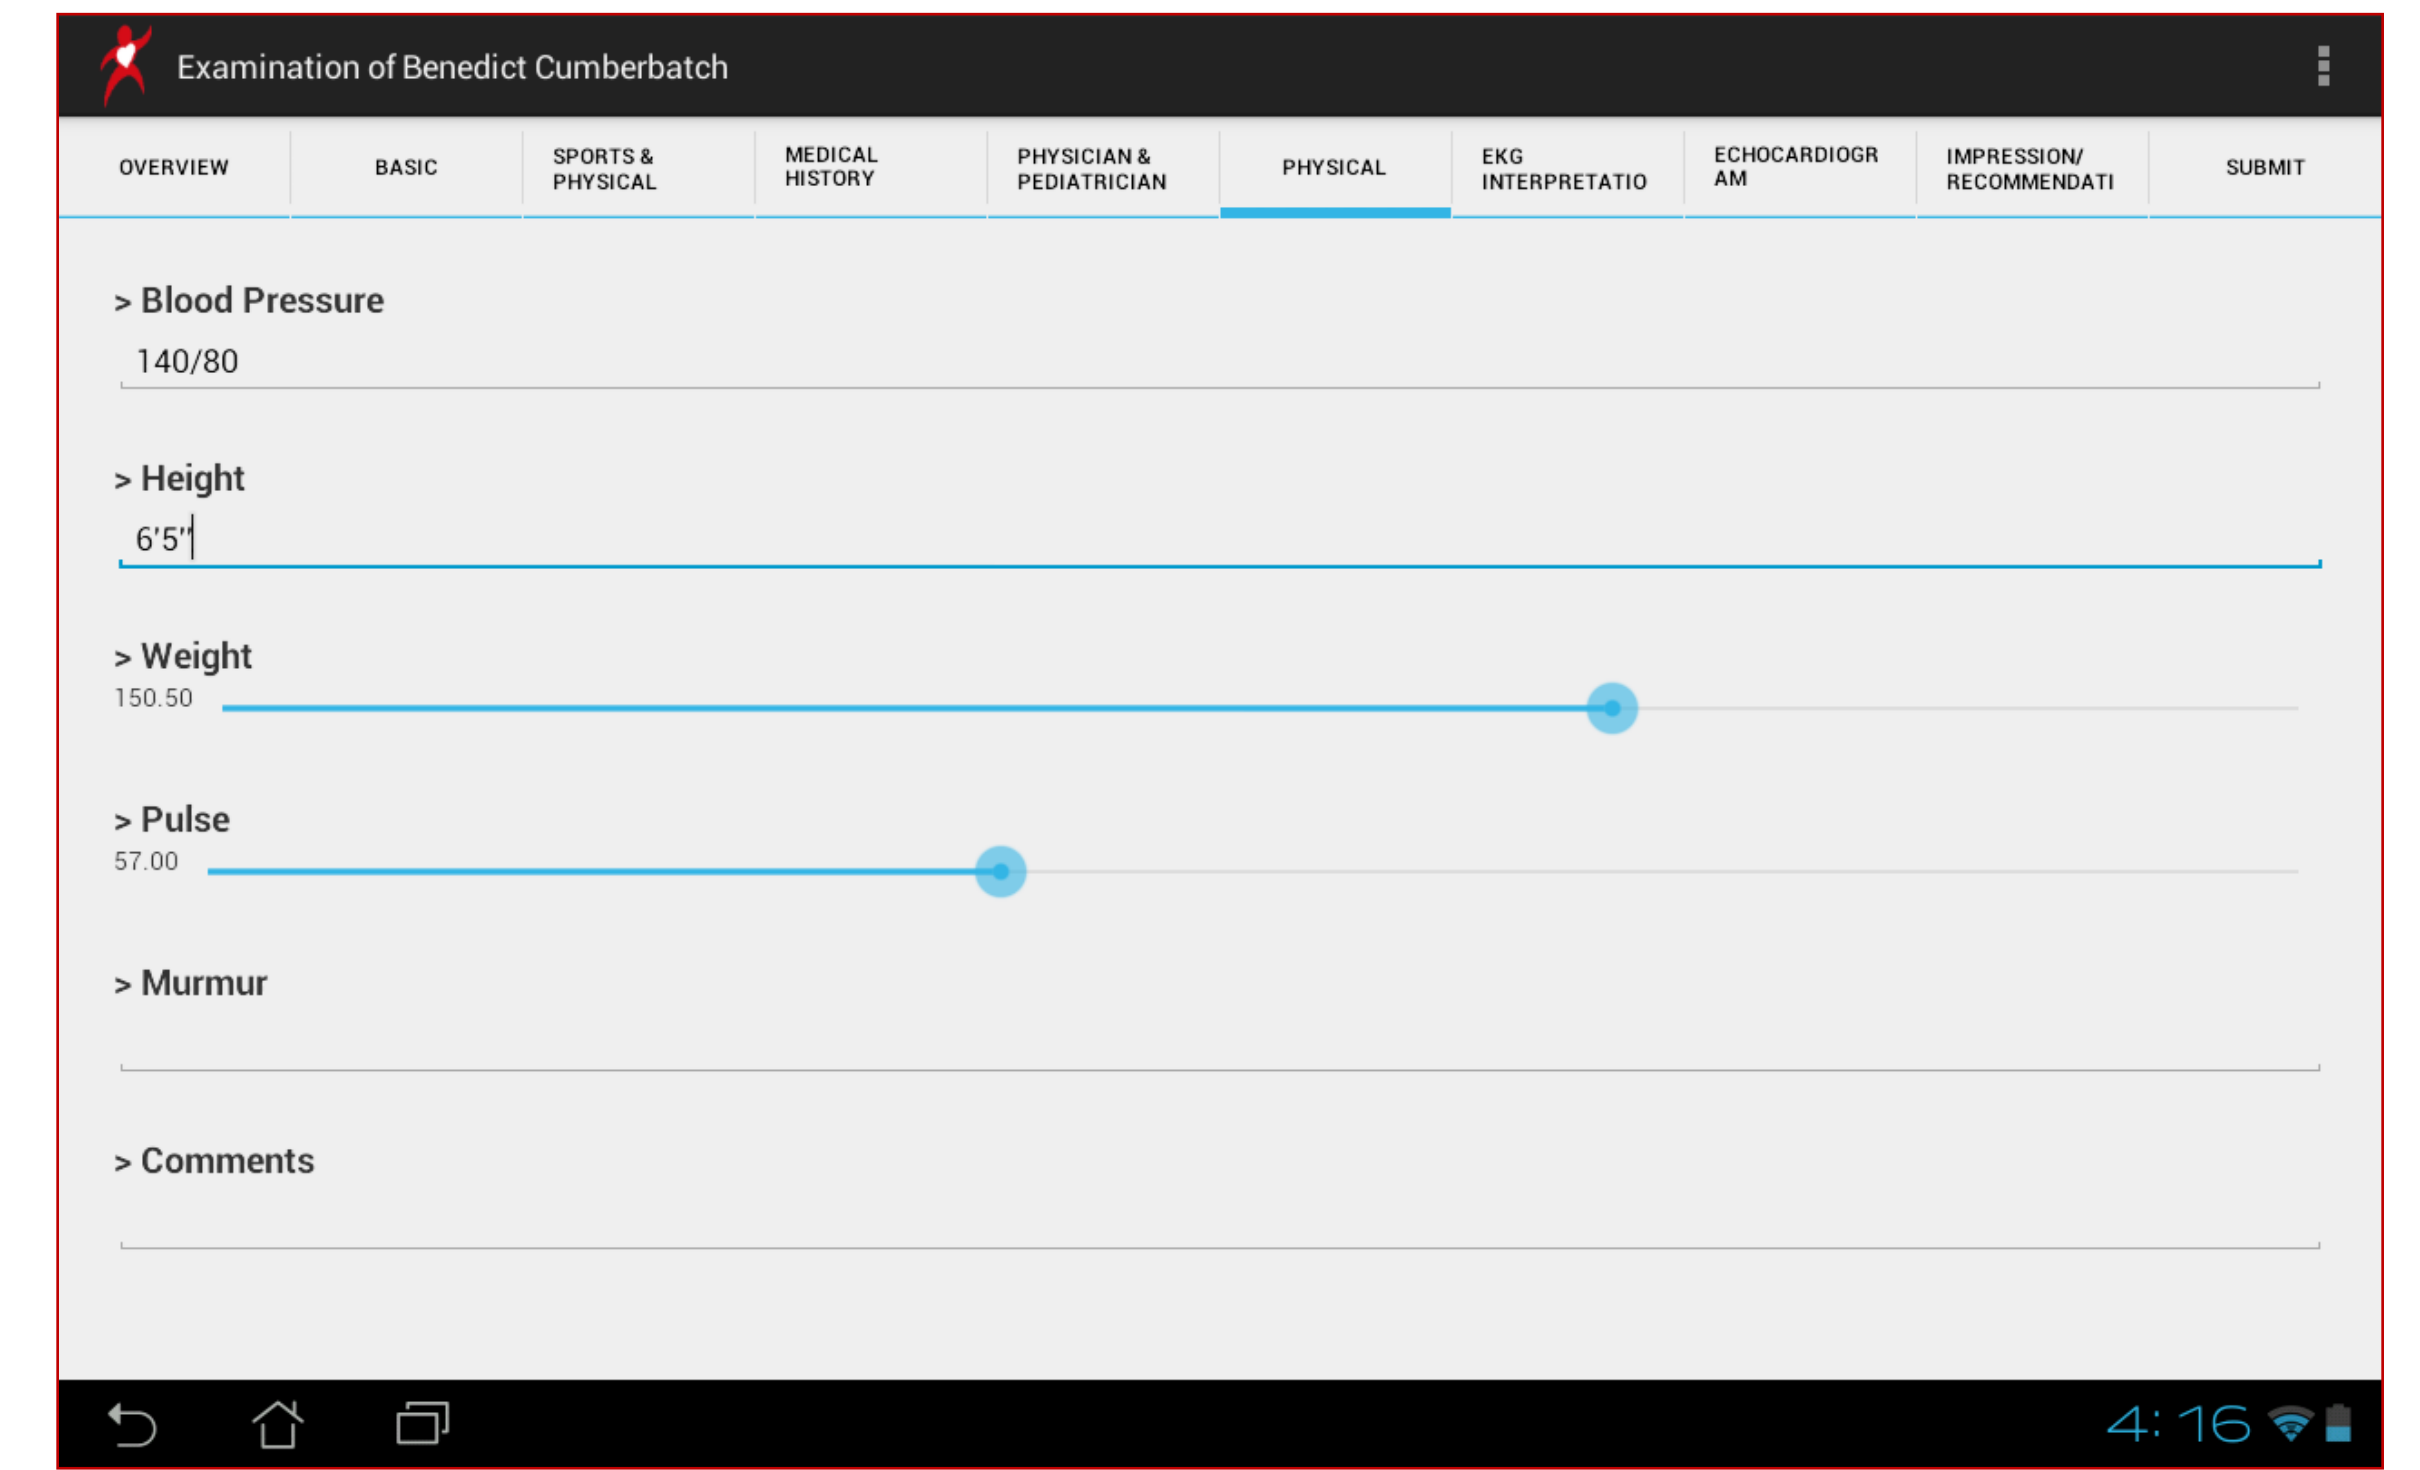 Examination of Benedict Cumberbatch
OVERVIEW
BASIC
SPORTS &
PHYSICAL
MEDICAL
HISTORY
PHYSICIAN &
PEDIATRICIAN
PHYSICAL
EKG
INTERPRETATIO
ECHOCARDIOGR
AM
IMPRESSION/
RECOMMENDATI
SUBMIT
> Blood Pressure
140/80
> Height
6'5"
> Weight
150.50
> Pulse
57.00
> Murmur
> Comments
4:16